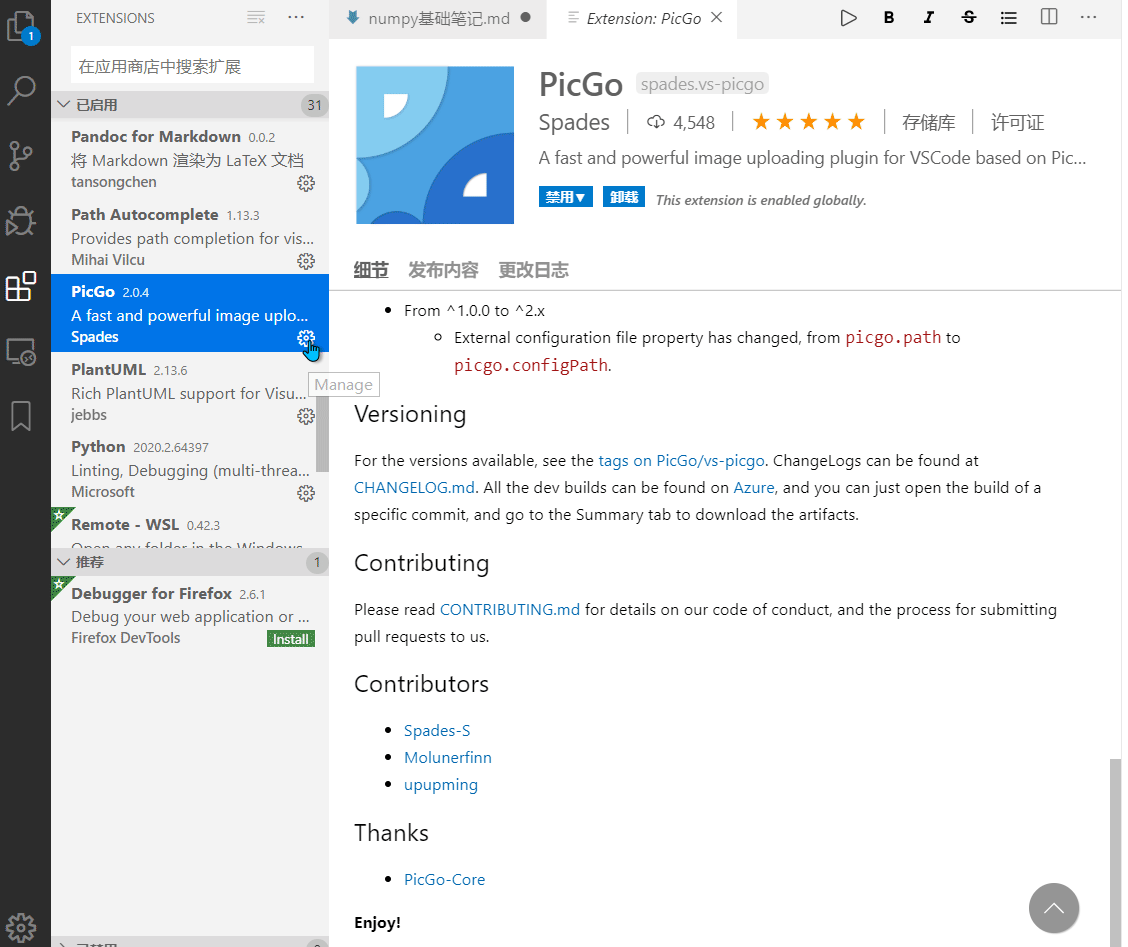 1
EXTENSIONS
在应用商店中搜索扩展
已启用 31
Pandoc for Markdown 0.0.2
将 Markdown 渲染为 LaTeX 文档
tansongchen
Path Autocomplete 1.13.3
Provides path completion for vis...
Mihai Vilcu
PicGo 2.0.4
A fast and powerful image uplo...
Spades
Manage
PlantUML 2.13.6
Rich PlantUML support for Visu...
jebbs
Python 2020.2.64397
Linting, Debugging (multi-threa...
Microsoft
Remote - WSL 0.42.3
Open any folder in the Windows
推荐 1
Debugger for Firefox 2.6.1
Debug your web application or ...
Firefox DevTools Install
numpy基础笔记.md
Extension: PicGo
B I S
PicGo spades.vs-picgo
Spades 4,548 存储库 许可证
A fast and powerful image uploading plugin for VSCode based on Pic...
禁用▼ 卸载 This extension is enabled globally.
细节 发布内容 更改日志
From ^1.0.0 to ^2.x
External configuration file property has changed, from picgo.path to
picgo.configPath.
Versioning
For the versions available, see the tags on PicGo/vs-picgo. ChangeLogs can be found at
CHANGELOG.md. All the dev builds can be found on Azure, and you can just open the build of a
specific commit, and go to the Summary tab to download the artifacts.
Contributing
Please read CONTRIBUTING.md for details on our code of conduct, and the process for submitting
pull requests to us.
Contributors
Spades-S
Molunerfinn
upupming
Thanks
PicGo-Core
Enjoy!